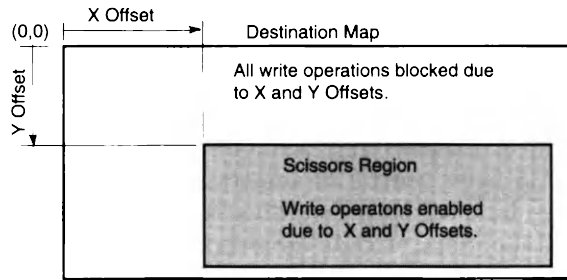 X Offset
(0,0)
Destination Map
Y Offset
All write operations blocked due
to X and Y Offsets.
Scissors Region
Write operatons enabled
due to X and Y Offsets.